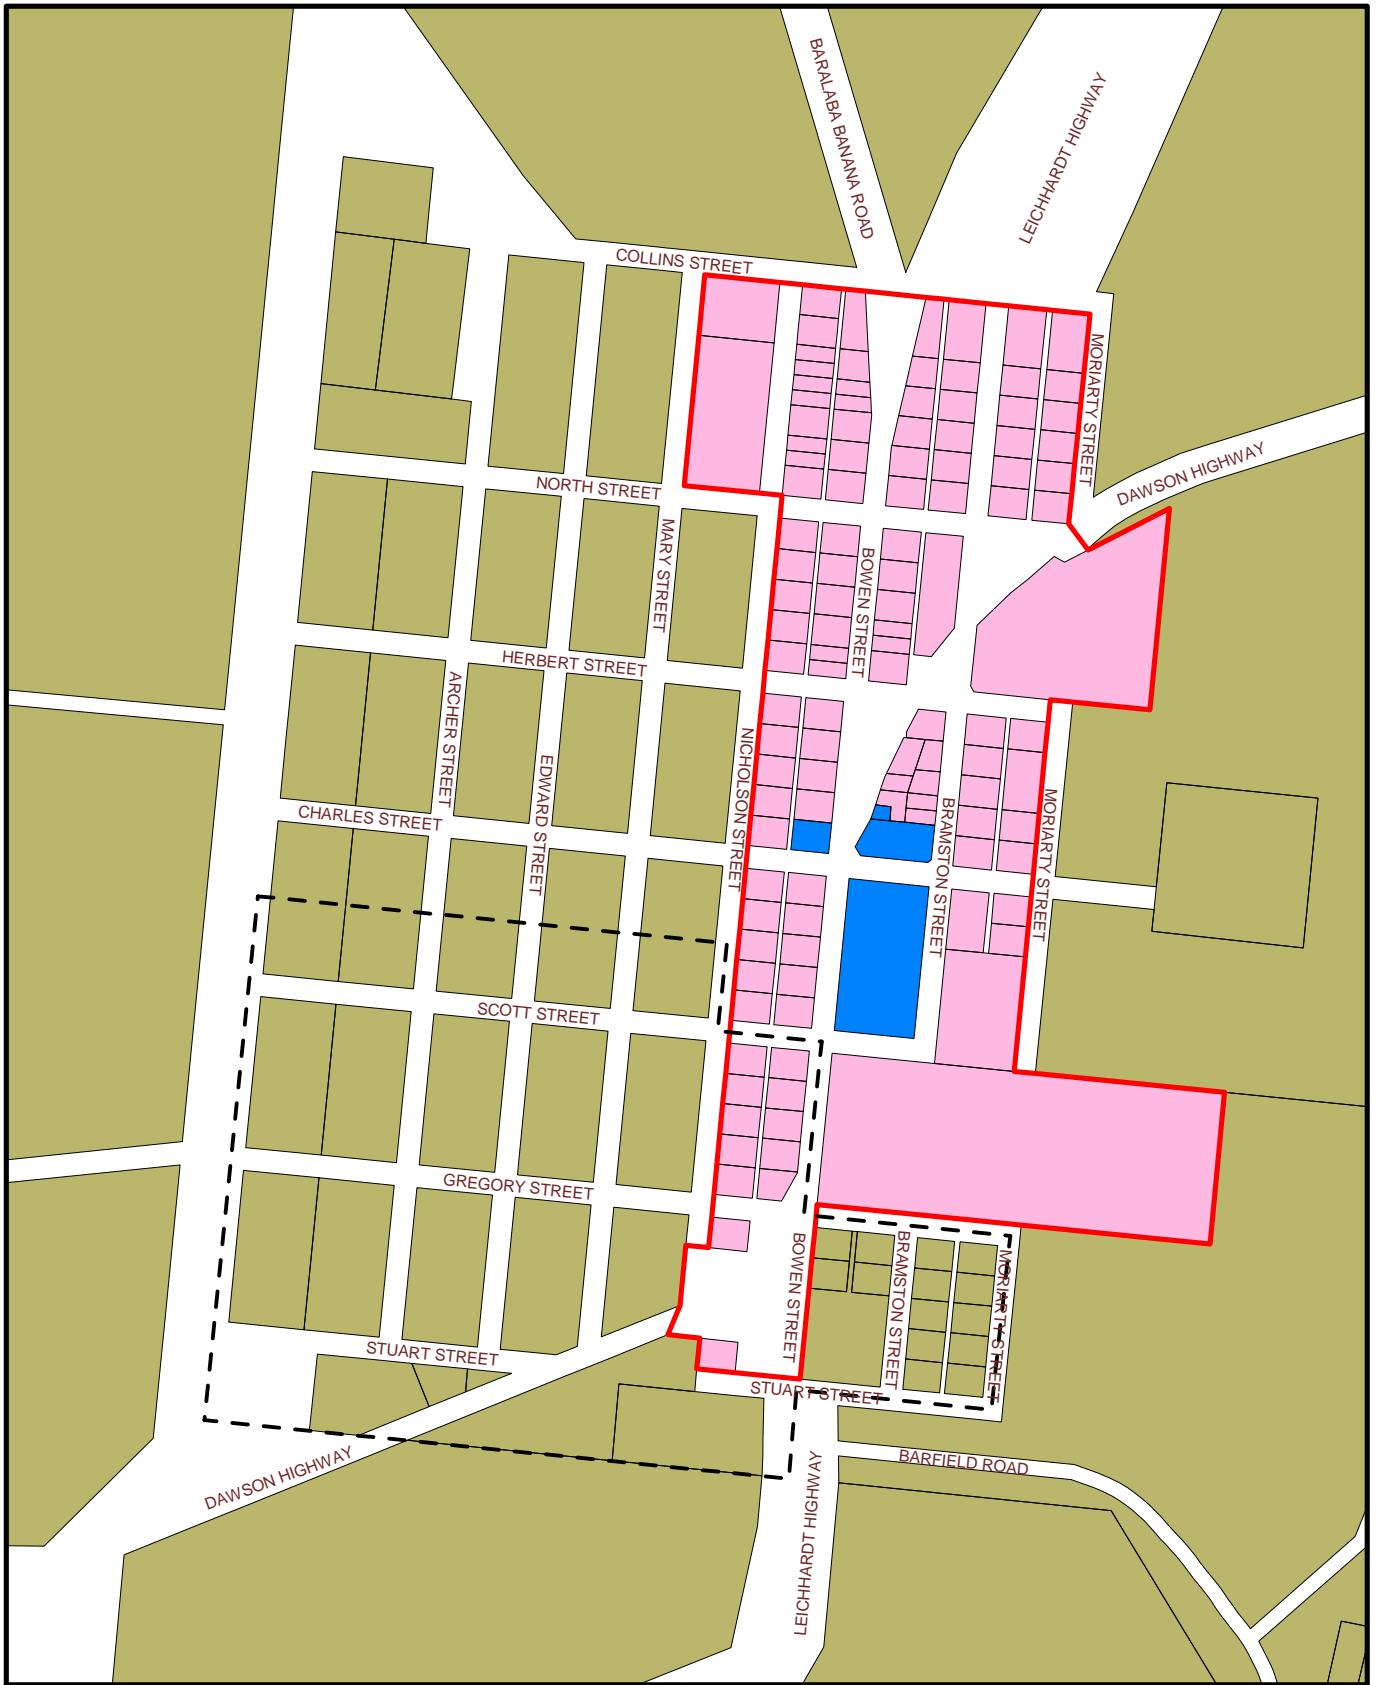 BARALABA BANANA ROAD
LEICHHARDT HIGHWAY
COLLINS STREET
MORIARTY STREET
DAWSON HIGHWAY
NORTH STREET
MARY STREET
BOWEN STREET
HERBERT STREET
ARCHER STREET
NICHOLSON STREET
EDWARD STREET
MORIARTY STREET
BRAMSTON STREET
CHARLES STREET
SCOTT STREET
GREGORY STREET
BOWEN STREET
BRAMSTON STREET
MORIARTY STREET
STUART STREET
STUART STREET
BARFIELD ROAD
DAWSON HIGHWAY
LEICHHARDT HIGHWAY